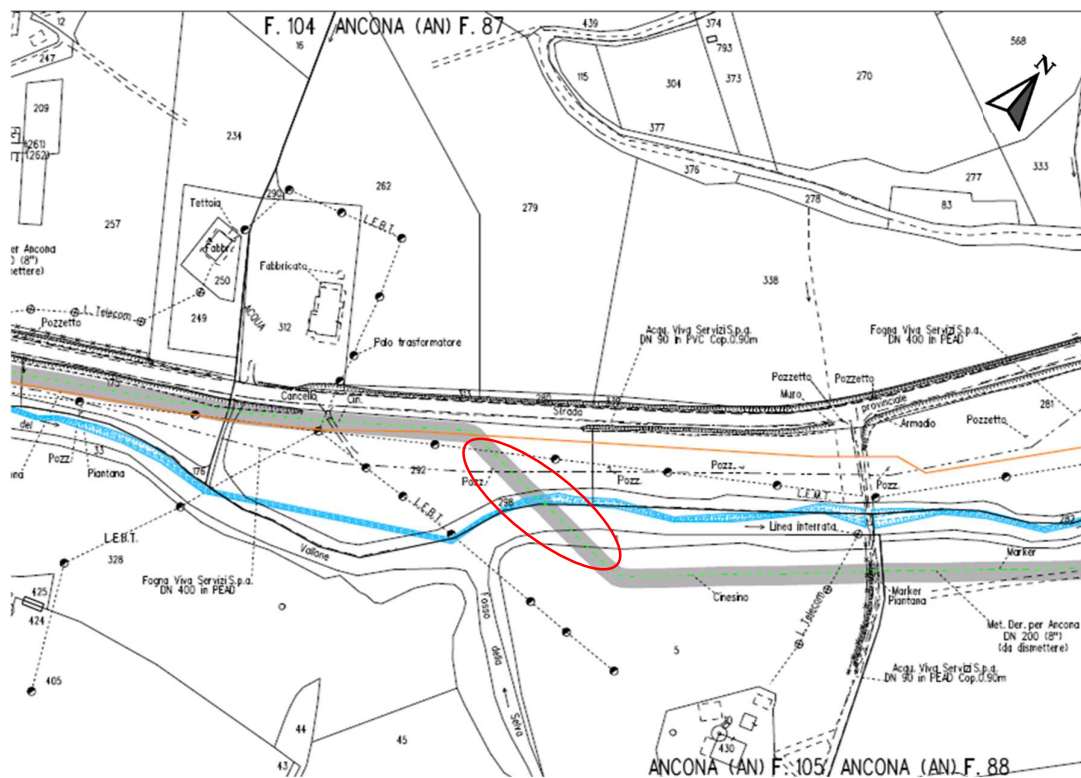 F. 104 ANCONA (AN) F. 87
12
247
16
439
374
793
373
568
N
209
(261)
(262)
115
304
270
377
376
234
262
290
279
277
333
83
278
Tettoia
L.E.B.T.
257
er Ancona
(8")
mettere)
Fabbr.
250
Fabbricato
338
L. Telecom
Pozzetto
249
ACQUA
312
Acqu. Viva Servizi S.p.a.
DN 90 in PVC Cop.0.90m
Fogna Viva Servizi S.p.a.
DN 400 in PEAD
Palo trasformatore
Pozzetto
Muro
Pozzetto
Cancello
Cin.
Strada
provinciale
Armadio
Pozzetto
281
del
33
Pozz.
Piantana
176
292
Pozz.
Pozz.
Pozz.
Pozz.
298
L.E.B.T.
L.E.M.T.
282
Linea interrata
L.E.B.T.
328
Vallone
Fogna Viva Servizi S.p.a.
DN 400 in PEAD
Marker
425
424
Fosso
della
Selva
Cinesino
L. Telecom
Marker
Piantana
Met. Der. per Ancona
DN 200 (8")
(da dismettere)
5
Acqu. Viva Servizi S.p.a.
DN 90 in PEAD Cop.0.90m
405
44
45
43
430
ANCONA (AN) F. 105 ANCONA (AN) F. 88